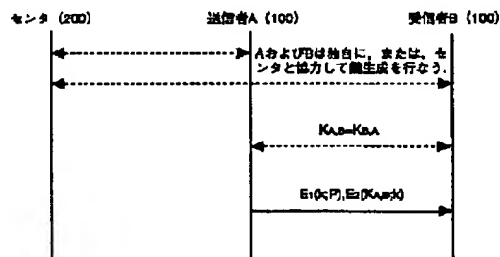 センタ (200)
送信者A (100)
受信者B (100)
AおよびBは独自に，または，セ
ンタと協力して鍵生成を行なう．
KA,B=KB,A
E1(k;P),E2(KA,B;k)